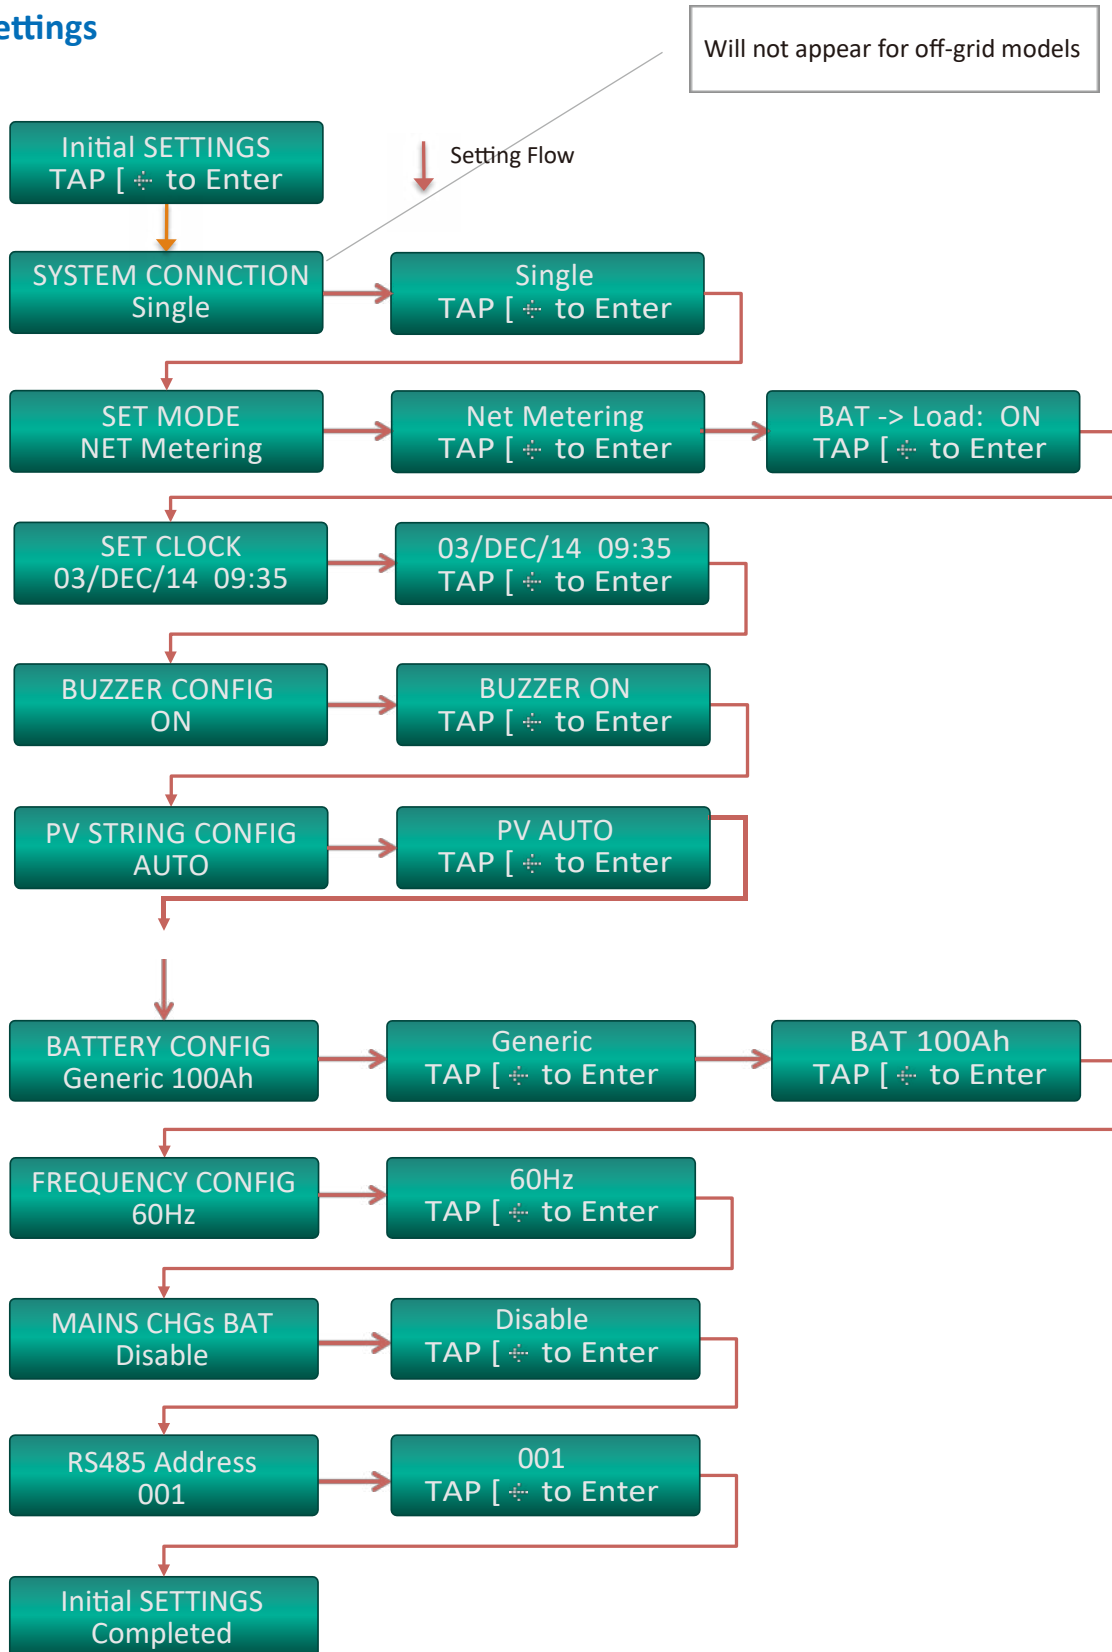 ettings
Will not appear for off-grid models
Initial SETTINGS
TAP [ to Enter
Setting Flow
SYSTEM CONNCTION
Single
Single
TAP [ to Enter
SET MODE
NET Metering
Net Metering
TAP [ to Enter
BAT -> Load: ON
TAP [ to Enter
SET CLOCK
03/DEC/14 09:35
03/DEC/14 09:35
TAP [ to Enter
BUZZER CONFIG
ON
BUZZER ON
TAP [ to Enter
PV STRING CONFIG
AUTO
PV AUTO
TAP [ to Enter
BATTERY CONFIG
Generic 100Ah
Generic
TAP [ to Enter
BAT 100Ah
TAP [ to Enter
FREQUENCY CONFIG
60Hz
60Hz
TAP [ to Enter
MAINS CHGs BAT
Disable
Disable
TAP [ to Enter
RS485 Address
001
001
TAP [ to Enter
Initial SETTINGS
Completed